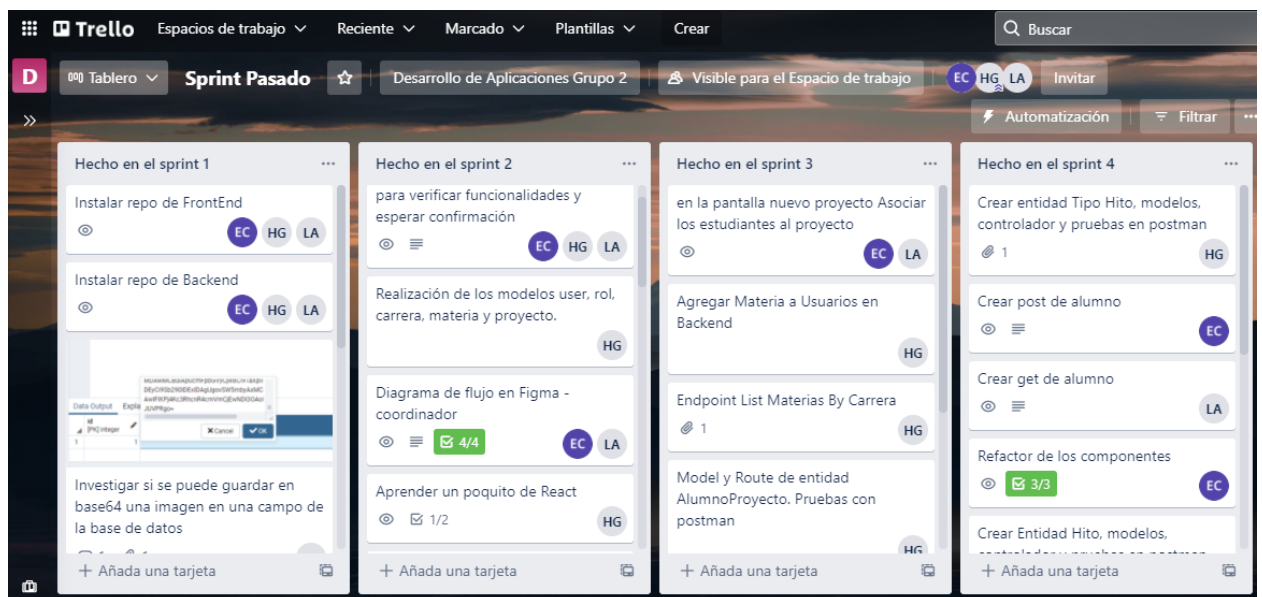 Trello
Espacios de trabajo
Reciente
Marcado
Plantillas
Crear
Buscar
D
Tablero
Sprint Pasado
Desarrollo de Aplicaciones Grupo 2
Visible para el Espacio de trabajo
EC
HG
LA
Invitar
Automatización
Filtrar
Hecho en el sprint 1
Instalar repo de FrontEnd
EC HG LA
Instalar repo de Backend
EC HG LA
Data Output
id
[PK] integer
1
1
JUVPRgo=
Cancel
OK
Investigar si se puede guardar en
base64 una imagen en una campo de
la base de datos
+ Añada una tarjeta
Hecho en el sprint 2
para verificar funcionalidades y
esperar confirmación
EC HG LA
Realización de los modelos user, rol,
carrera, materia y proyecto.
HG
Diagrama de flujo en Figma -
coordinador
4/4
EC LA
Aprender un poquito de React
1/2
HG
+ Añada una tarjeta
Hecho en el sprint 3
en la pantalla nuevo proyecto Asociar
los estudiantes al proyecto
EC LA
Agregar Materia a Usuarios en
Backend
HG
Endpoint List Materias By Carrera
1
HG
Model y Route de entidad
AlumnoProyecto. Pruebas con
postman
HG
+ Añada una tarjeta
Hecho en el sprint 4
Crear entidad Tipo Hito, modelos,
controlador y pruebas en postman
1
HG
Crear post de alumno
EC
Crear get de alumno
LA
Refactor de los componentes
3/3
EC
Crear Entidad Hito, modelos,
+ Añada una tarjeta